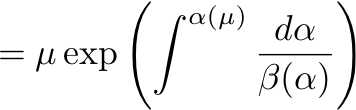 = μ exp ( ∫^{α(μ)} dα / β(α) )